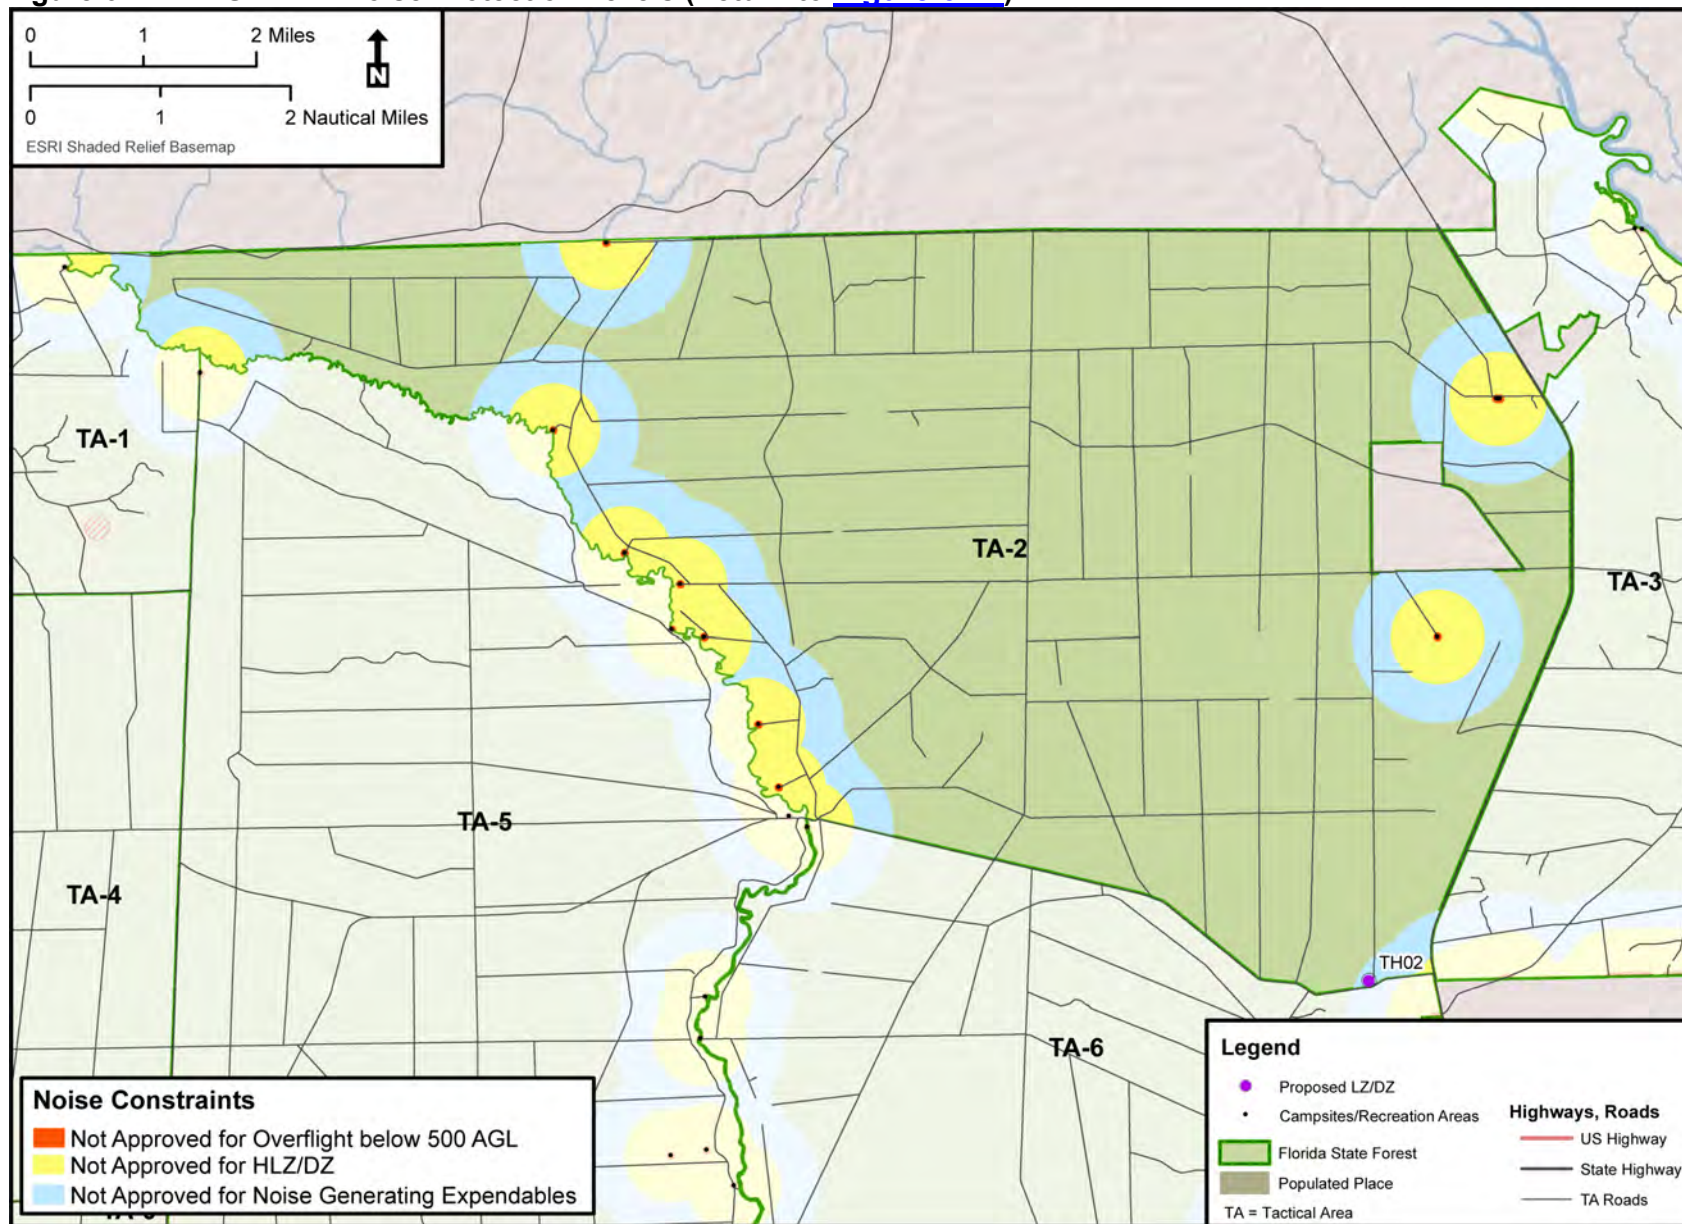 0 1 2 Miles
N
0 1 2 Nautical Miles
ESRI Shaded Relief Basemap
TA-1
TA-2
TA-3
TA-5
TA-4
TH02
TA-6
Noise Constraints
Not Approved for Overflight below 500 AGL
Not Approved for HLZ/DZ
Not Approved for Noise Generating Expendables
Legend
Proposed LZ/DZ
Campsites/Recreation Areas
Florida State Forest
Populated Place
TA = Tactical Area
Highways, Roads
US Highway
State Highway
TA Roads